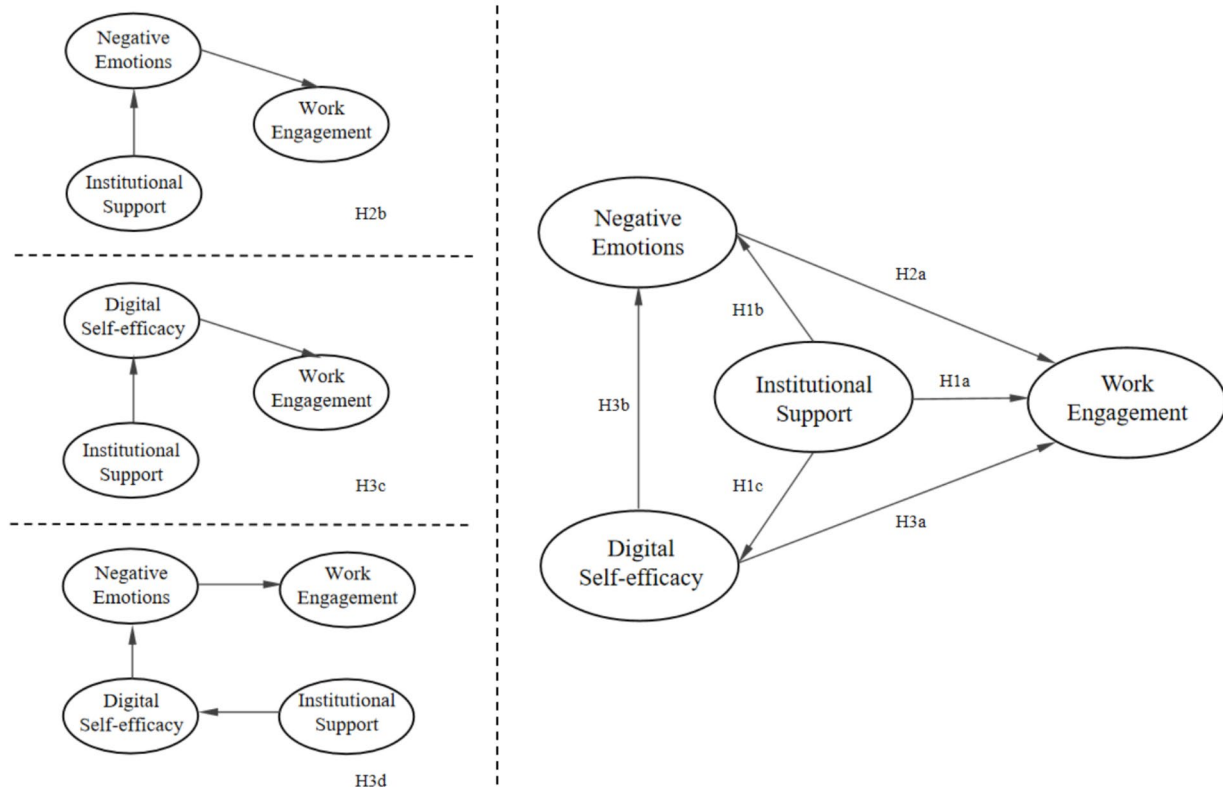 Negative
Emotions
Work
Engagement
Institutional
Support
H2b
Digital
Self-efficacy
Work
Engagement
Institutional
Support
H3c
Negative
Emotions
Work
Engagement
Digital
Self-efficacy
Institutional
Support
H3d
Negative
Emotions
H2a
H1b
Institutional
Support
H1a
Work
Engagement
H3b
H1c
H3a
Digital
Self-efficacy